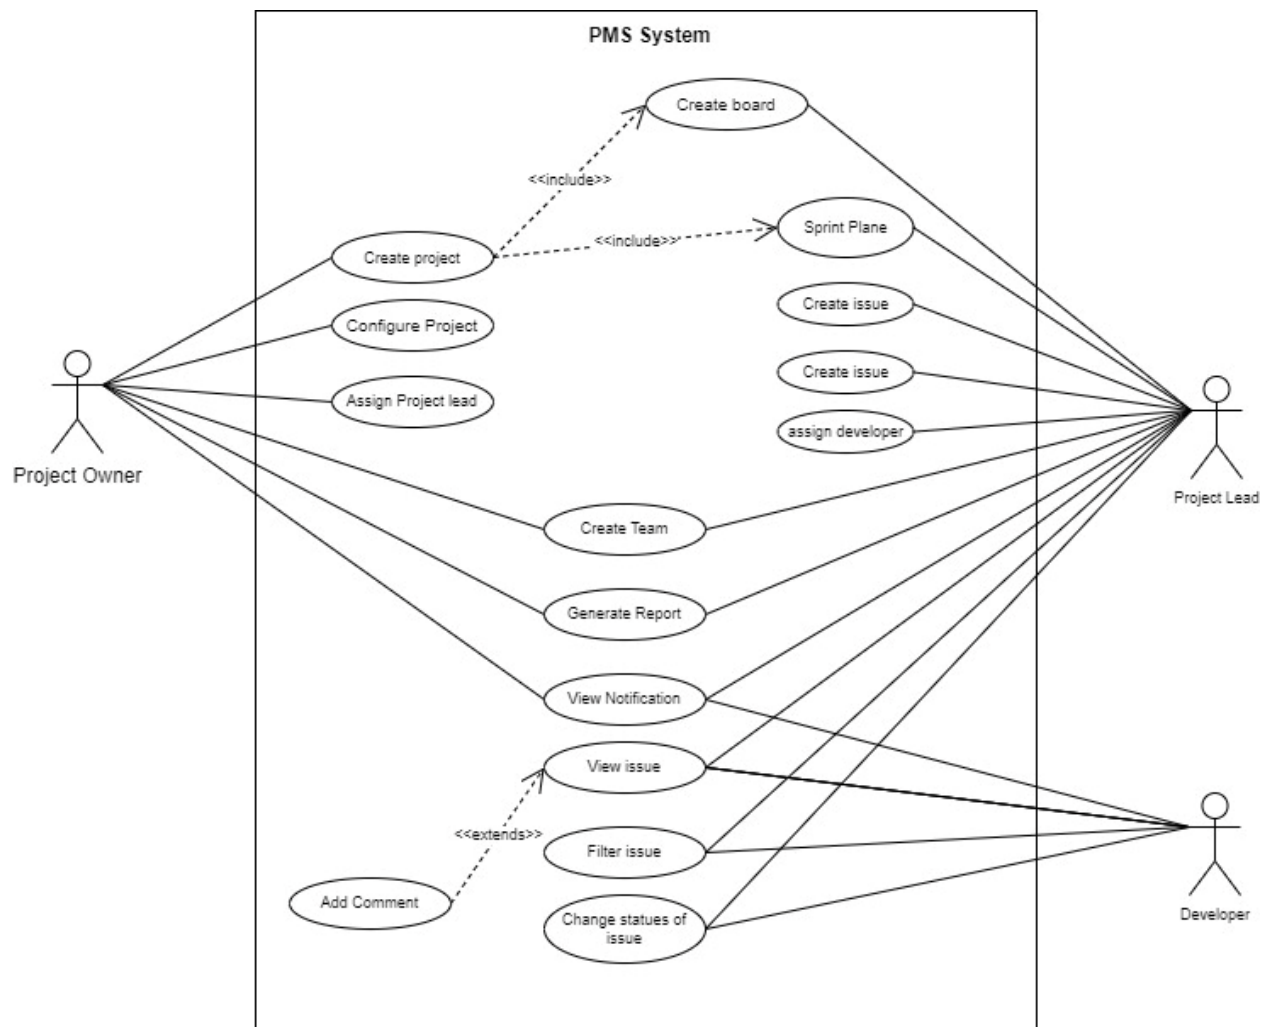 PMS System
Create board
<<include>>
Sprint Plane
<<include>>
Create project
Create issue
Configure Project
Create issue
Assign Project lead
assign developer
Project Owner
Project Lead
Create Team
Generate Report
View Notification
View issue
<<extends>>
Filter issue
Add Comment
Change statues of
issue
Developer